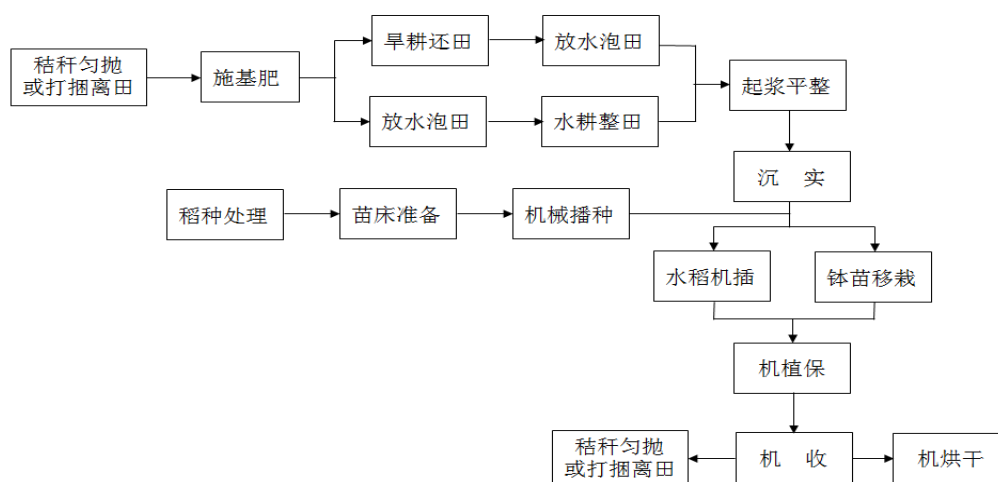 旱耕还田
放水泡田
秸秆匀抛
或打捆离田
施基肥
起浆平整
放水泡田
水耕整田
沉 实
稻种处理
苗床准备
机械播种
水稻机插
钵苗移栽
机植保
秸秆匀抛
或打捆离田
机 收
机烘干